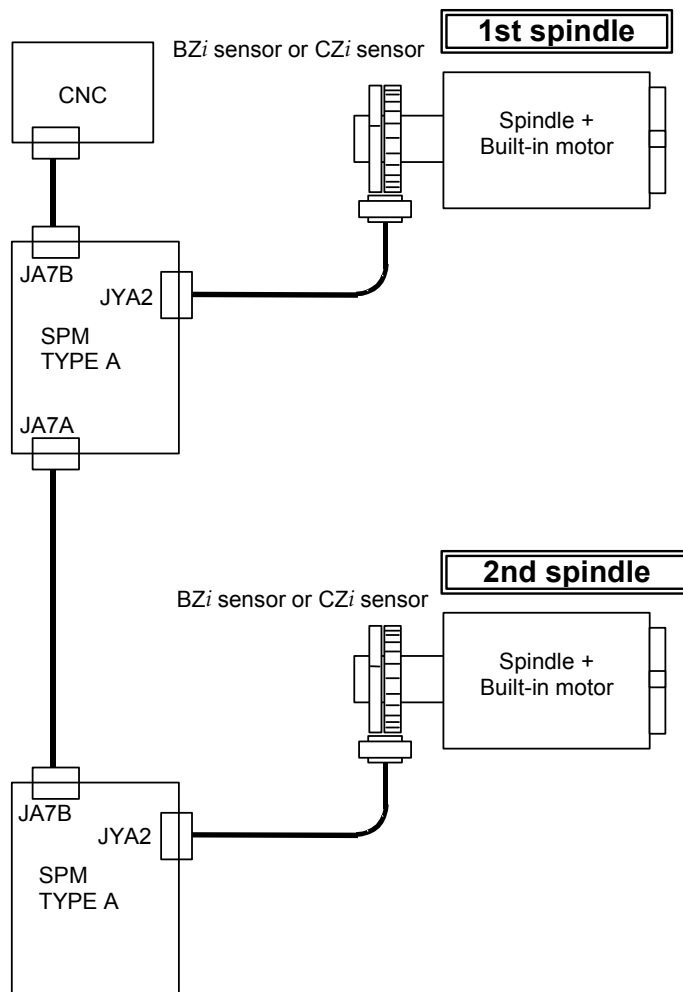 1st spindle
BZi sensor or CZi sensor
CNC
Spindle +
Built-in motor
JA7B
JYA2
SPM
TYPE A
JA7A
2nd spindle
BZi sensor or CZi sensor
Spindle +
Built-in motor
JA7B
JYA2
SPM
TYPE A